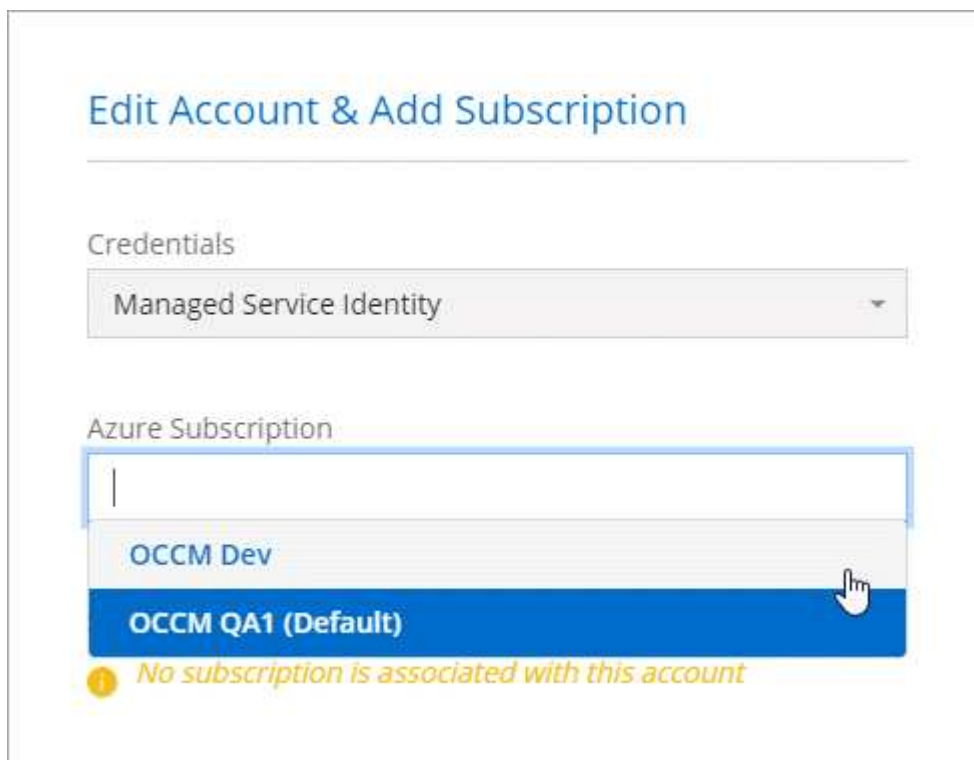 Edit Account & Add Subscription
Credentials
Managed Service Identity
Azure Subscription
OCCM Dev
OCCM QA1 (Default)
No subscription is associated with this account